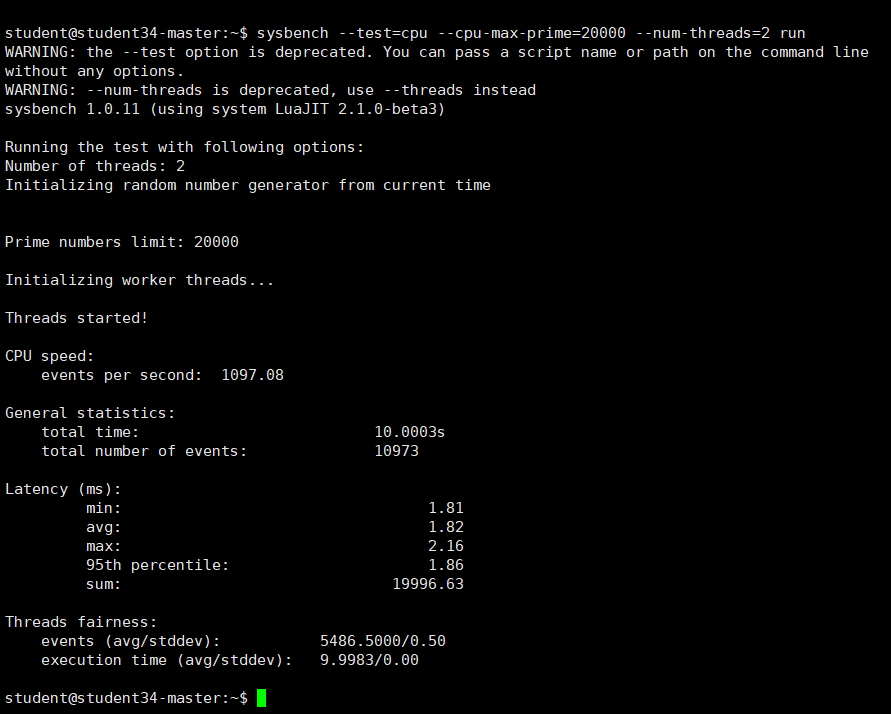 student@student34-master:~$ sysbench --test=cpu --cpu-max-prime=20000 --num-threads=2 run
WARNING: the --test option is deprecated. You can pass a script name or path on the command line
without any options.
WARNING: --num-threads is deprecated, use --threads instead
sysbench 1.0.11 (using system LuaJIT 2.1.0-beta3)
Running the test with following options:
Number of threads: 2
Initializing random number generator from current time
Prime numbers limit: 20000
Initializing worker threads...
Threads started!
CPU speed:
events per second: 1097.08
General statistics:
total time: 10.0003s
total number of events: 10973
Latency (ms):
min: 1.81
avg: 1.82
max: 2.16
95th percentile: 1.86
sum: 19996.63
Threads fairness:
events (avg/stddev): 5486.5000/0.50
execution time (avg/stddev): 9.9983/0.00
student@student34-master:~$